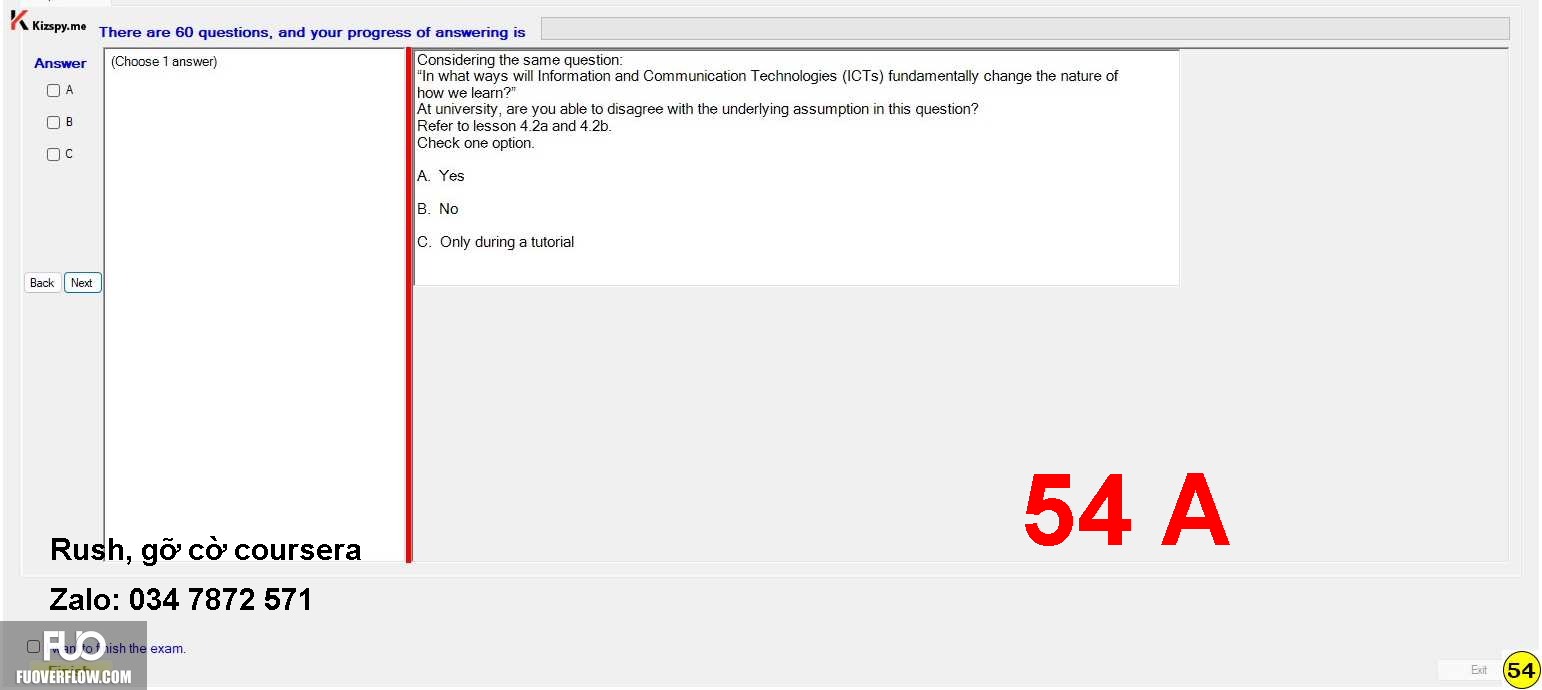 Kizspy.me
There are 60 questions, and your progress of answering is
Answer
A
B
C
Back
Next
(Choose 1 answer)
Considering the same question:
“In what ways will Information and Communication Technologies (ICTs) fundamentally change the nature of
how we learn?”
At university, are you able to disagree with the underlying assumption in this question?
Refer to lesson 4.2a and 4.2b.
Check one option.
A. Yes
B. No
C. Only during a tutorial
54 A
Rush, gỡ cờ coursera
Zalo: 034 7872 571
I want to finish the exam.
Finish
FUO
FUOVERFLOW.COM
Exit
54